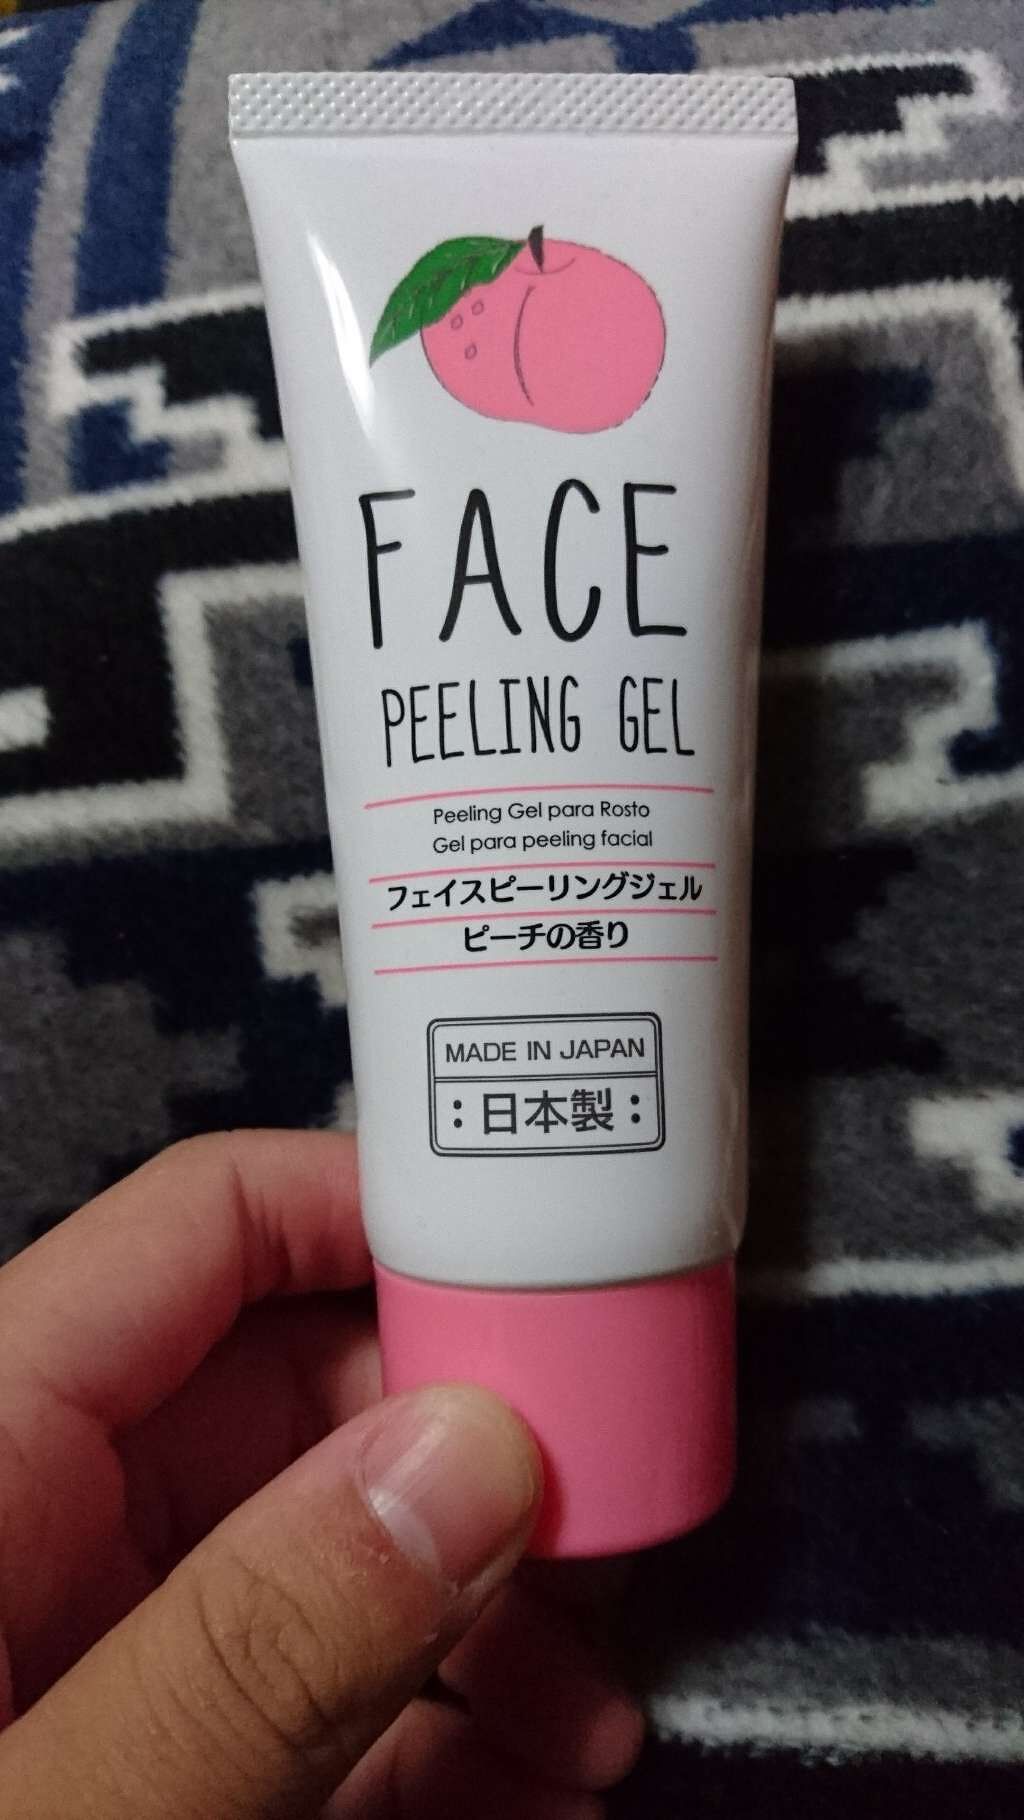 FACE
PEELING GEL
Peeling Gel para Rosto
Gel para peeling facial
フェイスピーリングジェル
ピーチの香り
MADE IN JAPAN
:日本製: